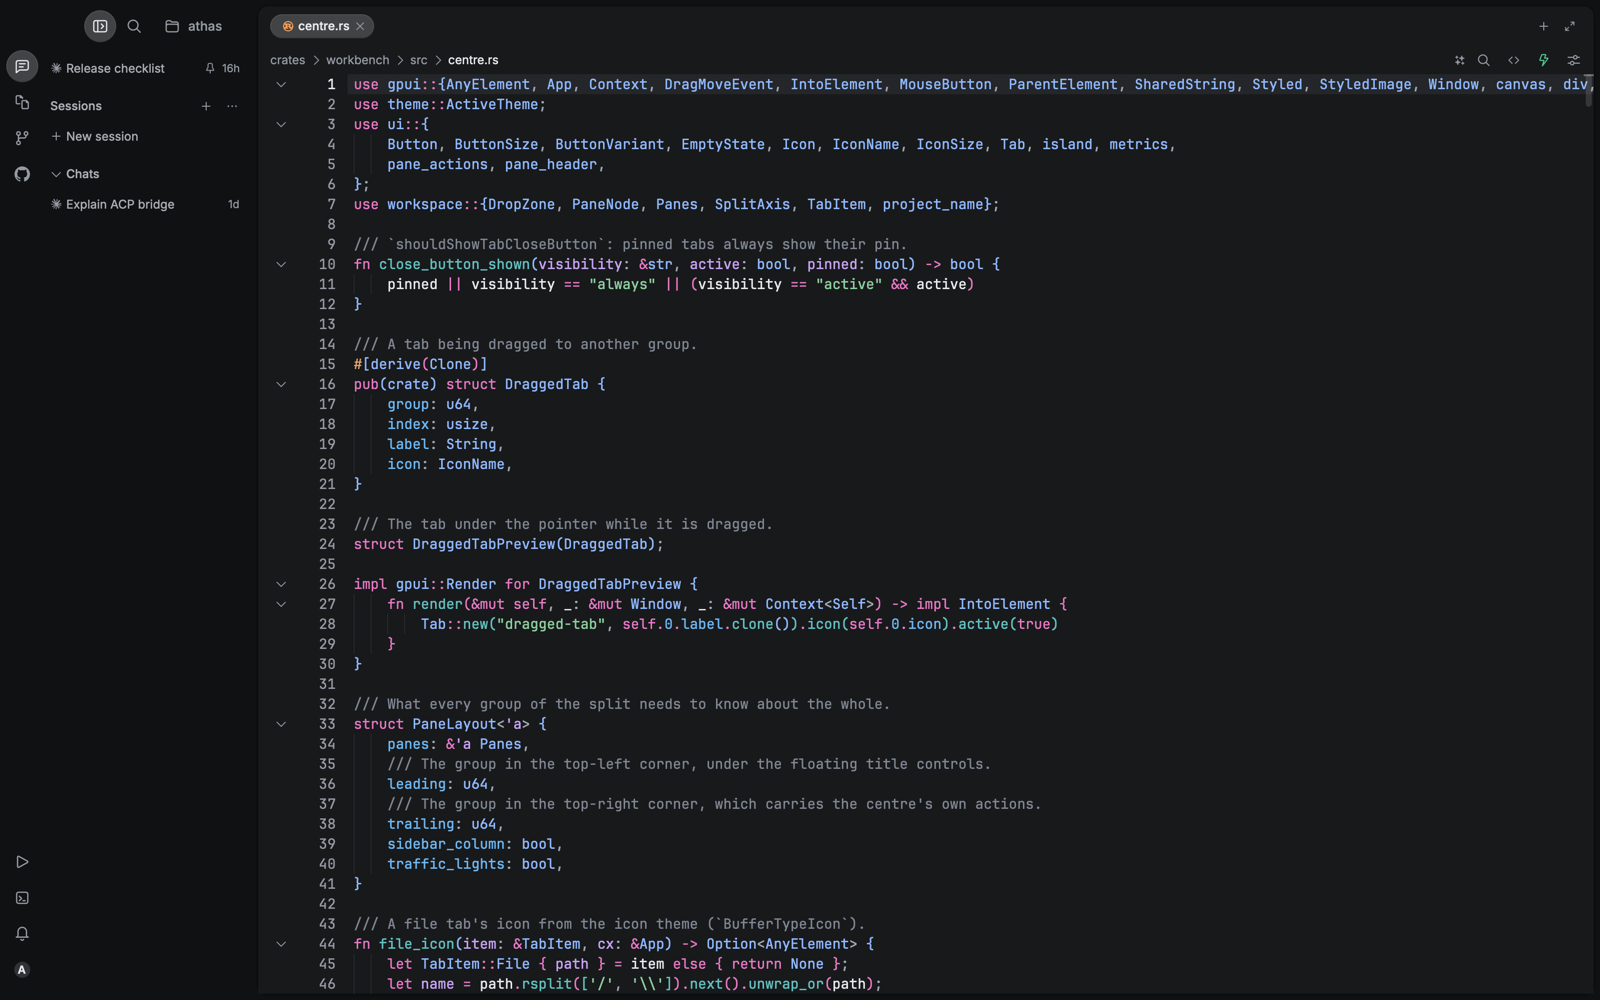 athas
centre.rs
Release checklist 16h
Sessions
New session
Chats
Explain ACP bridge 1d
A
crates > workbench > src > centre.rs
1 use gpui::{AnyElement, App, Context, DragMoveEvent, IntoElement, MouseButton, ParentElement, SharedString, Styled, StyledImage, Window, canvas, div,
2 use theme::ActiveTheme;
3 use ui::{
4     Button, ButtonSize, ButtonVariant, EmptyState, Icon, IconName, IconSize, Tab, island, metrics,
5     pane_actions, pane_header,
6 };
7 use workspace::{DropZone, PaneNode, Panes, SplitAxis, TabItem, project_name};
8
9 /// `shouldShowTabCloseButton`: pinned tabs always show their pin.
10 fn close_button_shown(visibility: &str, active: bool, pinned: bool) -> bool {
11     pinned || visibility == "always" || (visibility == "active" && active)
12 }
13
14 /// A tab being dragged to another group.
15 #[derive(Clone)]
16 pub(crate) struct DraggedTab {
17     group: u64,
18     index: usize,
19     label: String,
20     icon: IconName,
21 }
22
23 /// The tab under the pointer while it is dragged.
24 struct DraggedTabPreview(DraggedTab);
25
26 impl gpui::Render for DraggedTabPreview {
27     fn render(&mut self, _: &mut Window, _: &mut Context<Self>) -> impl IntoElement {
28         Tab::new("dragged-tab", self.0.label.clone()).icon(self.0.icon).active(true)
29     }
30 }
31
32 /// What every group of the split needs to know about the whole.
33 struct PaneLayout<'a> {
34     panes: &'a Panes,
35     /// The group in the top-left corner, under the floating title controls.
36     leading: u64,
37     /// The group in the top-right corner, which carries the centre's own actions.
38     trailing: u64,
39     sidebar_column: bool,
40     traffic_lights: bool,
41 }
42
43 /// A file tab's icon from the icon theme (`BufferTypeIcon`).
44 fn file_icon(item: &TabItem, cx: &App) -> Option<AnyElement> {
45     let TabItem::File { path } = item else { return None };
46     let name = path.rsplit(['/', '\\']).next().unwrap_or(path);